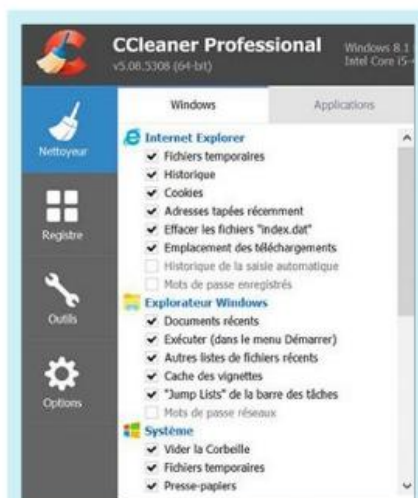 CCleaner Professional
Windows 8.1
v5.08.5308 (64-bit)
Intel Core i5-
Windows
Applications
Nettoyeur
Registre
Outils
Options
Internet Explorer
Fichiers temporaires
Historique
Cookies
Adresses tapées récemment
Effacer les fichiers "index.dat"
Emplacement des téléchargements
Historique de la saisie automatique
Mots de passe enregistrés
Explorateur Windows
Documents récents
Exécuter (dans le menu Démarrer)
Autres listes de fichiers récents
Cache des vignettes
"Jump Lists" de la barre des tâches
Mots de passe réseaux
Système
Vider la Corbeille
Fichiers temporaires
Presse-papiers